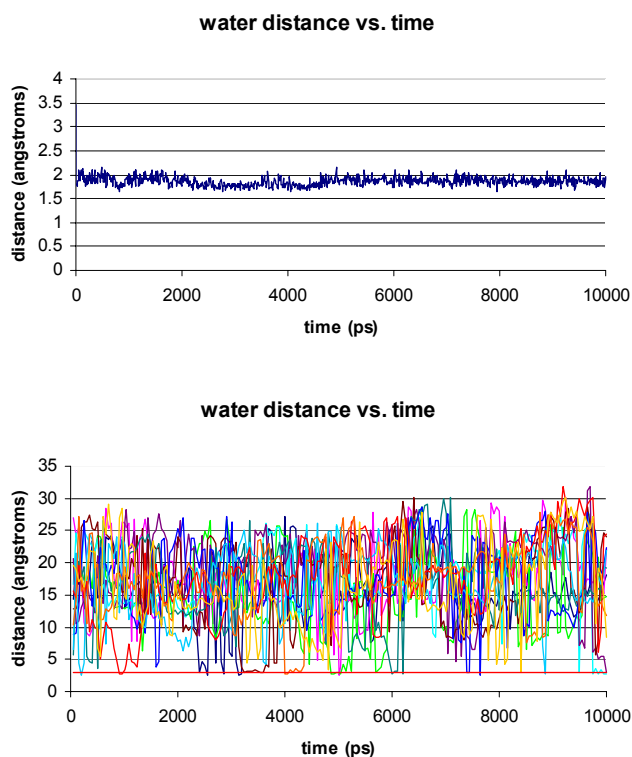 water distance vs. time
4
3.5
3
2.5
2
1.5
1
0.5
0
distance (angstroms)
0 2000 4000 6000 8000 10000
time (ps)
water distance vs. time
35
30
25
20
15
10
5
0
distance (angstroms)
0 2000 4000 6000 8000 10000
time (ps)